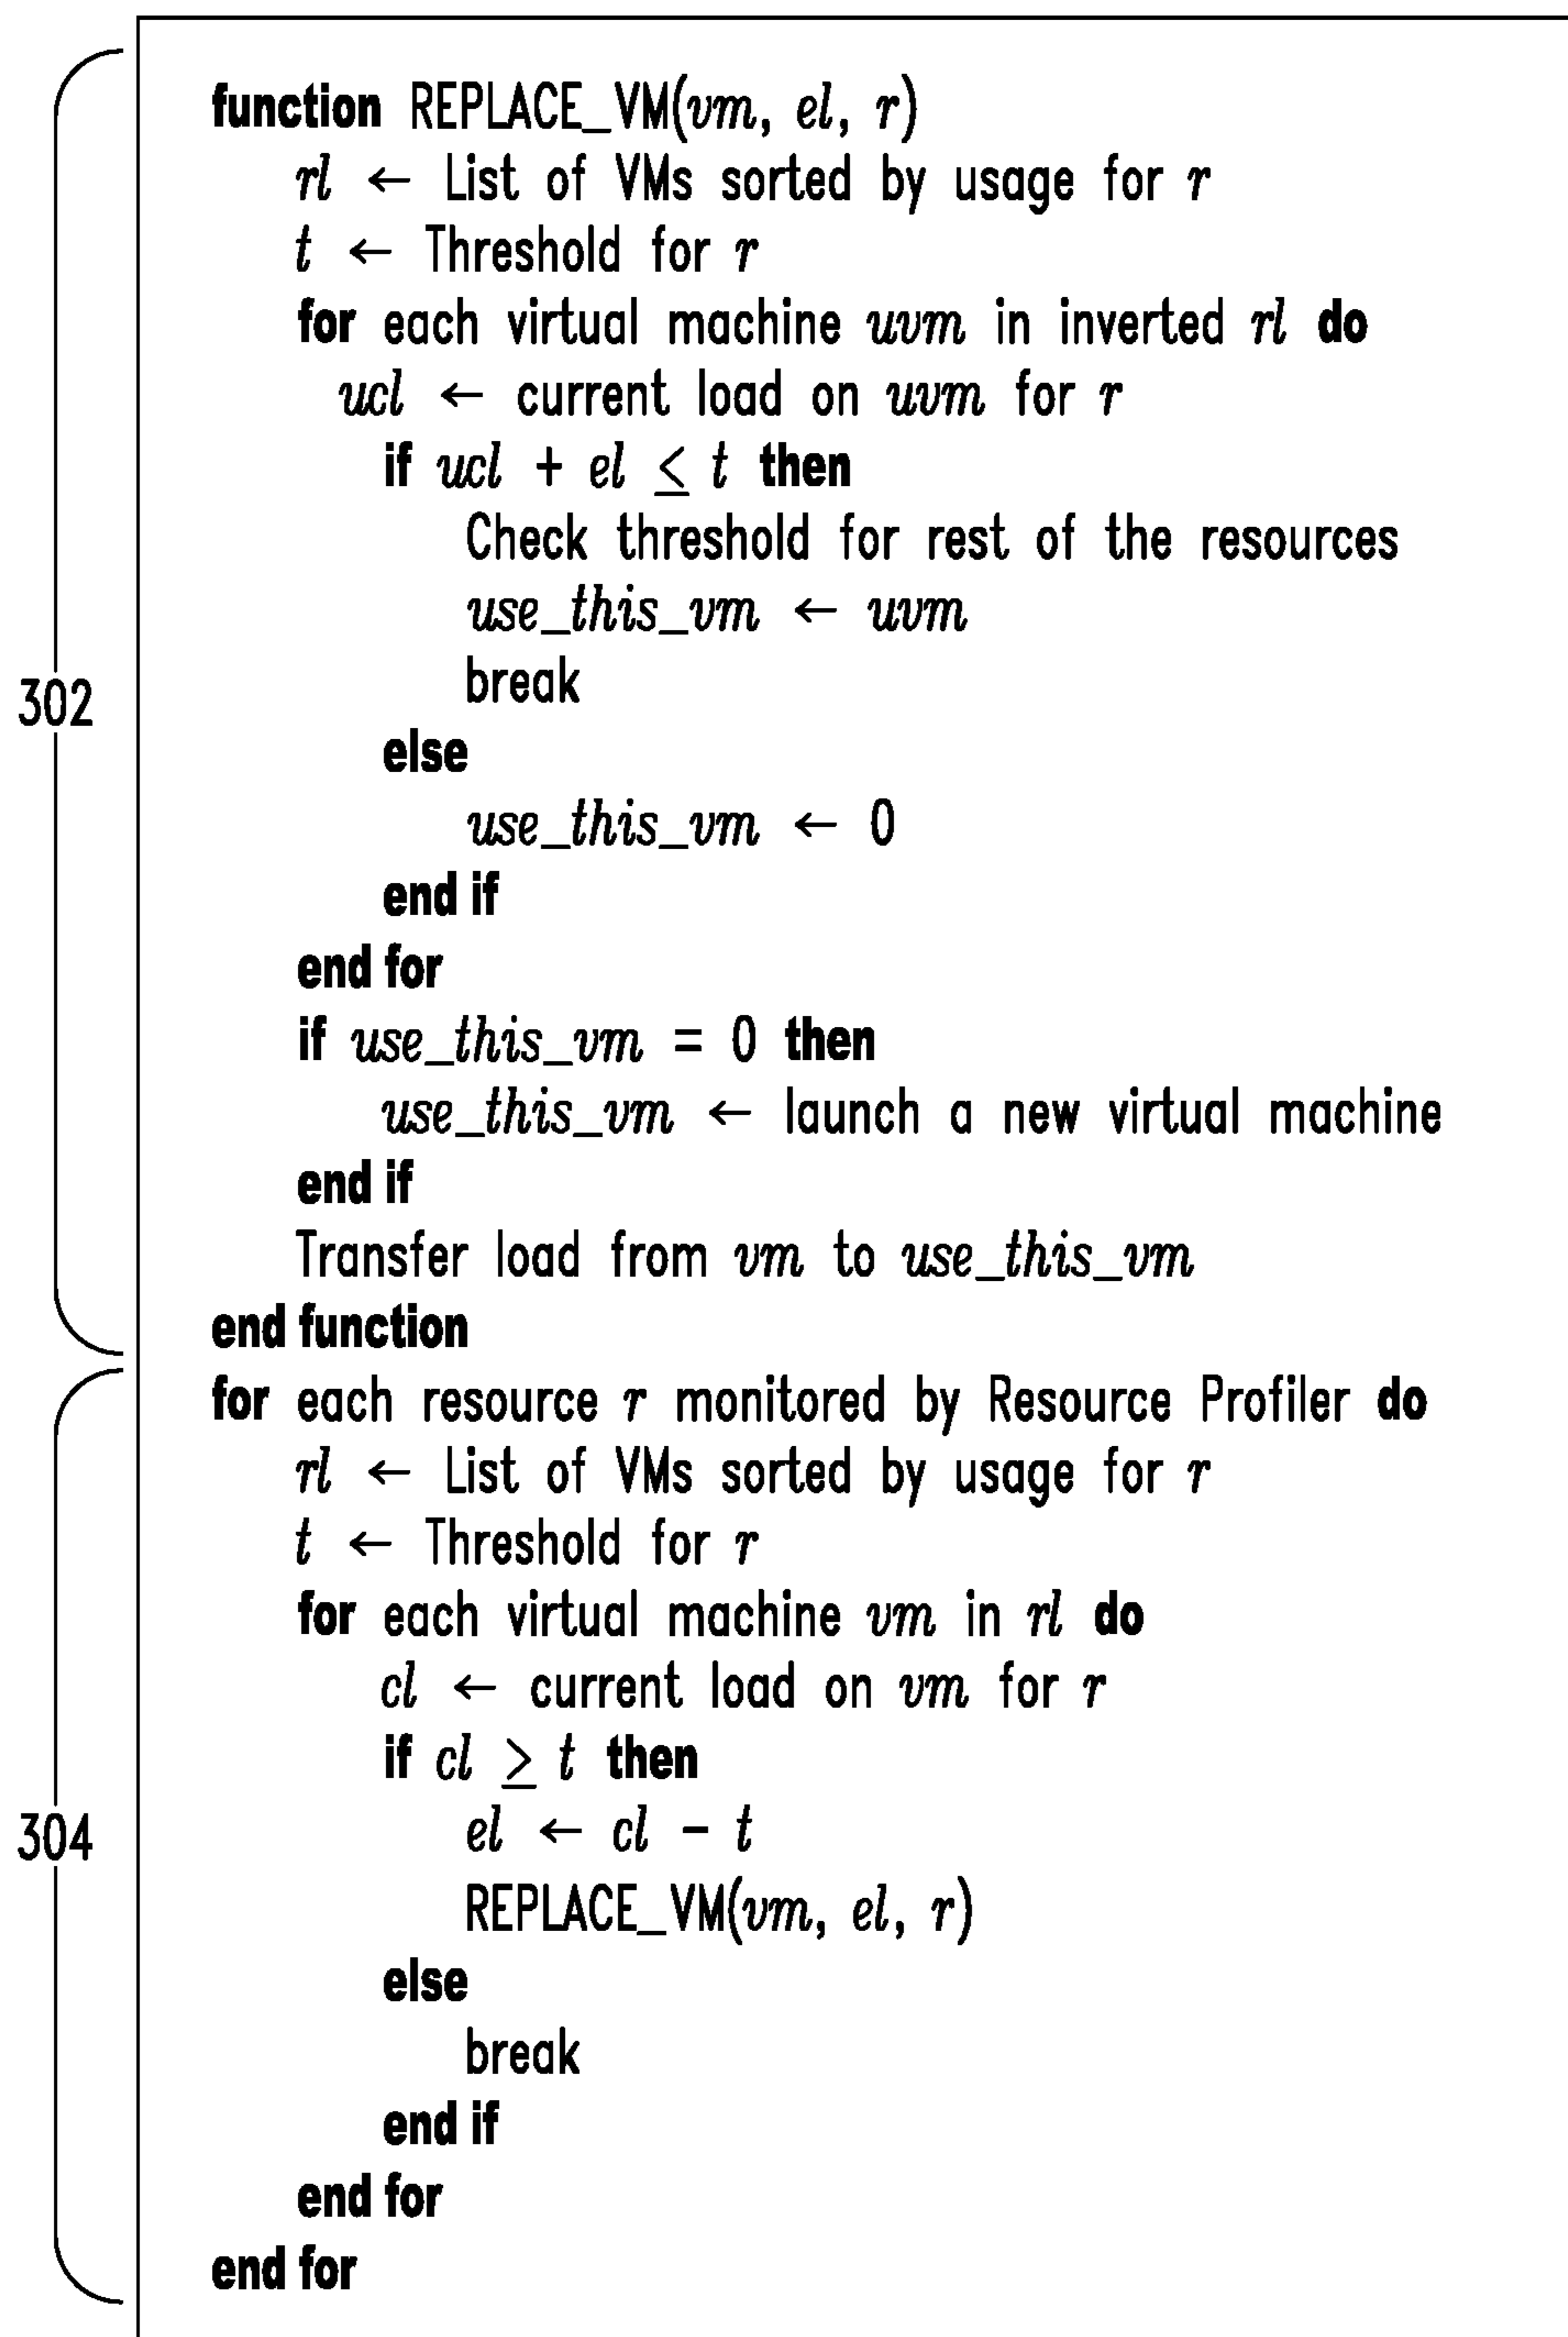 function REPLACE_VM(vm, el, r)
rl ← List of VMs sorted by usage for r
t ← Threshold for r
for each virtual machine uvm in inverted rl do
ucl ← current load on uvm for r
if ucl + el ≤ t then
Check threshold for rest of the resources
use_this_vm ← uvm
break
else
use_this_vm ← 0
end if
end for
if use_this_vm = 0 then
use_this_vm ← launch a new virtual machine
end if
Transfer load from vm to use_this_vm
end function
302
for each resource r monitored by Resource Profiler do
rl ← List of VMs sorted by usage for r
t ← Threshold for r
for each virtual machine vm in rl do
cl ← current load on vm for r
if cl ≥ t then
el ← cl - t
REPLACE_VM(vm, el, r)
else
break
end if
end for
end for
304